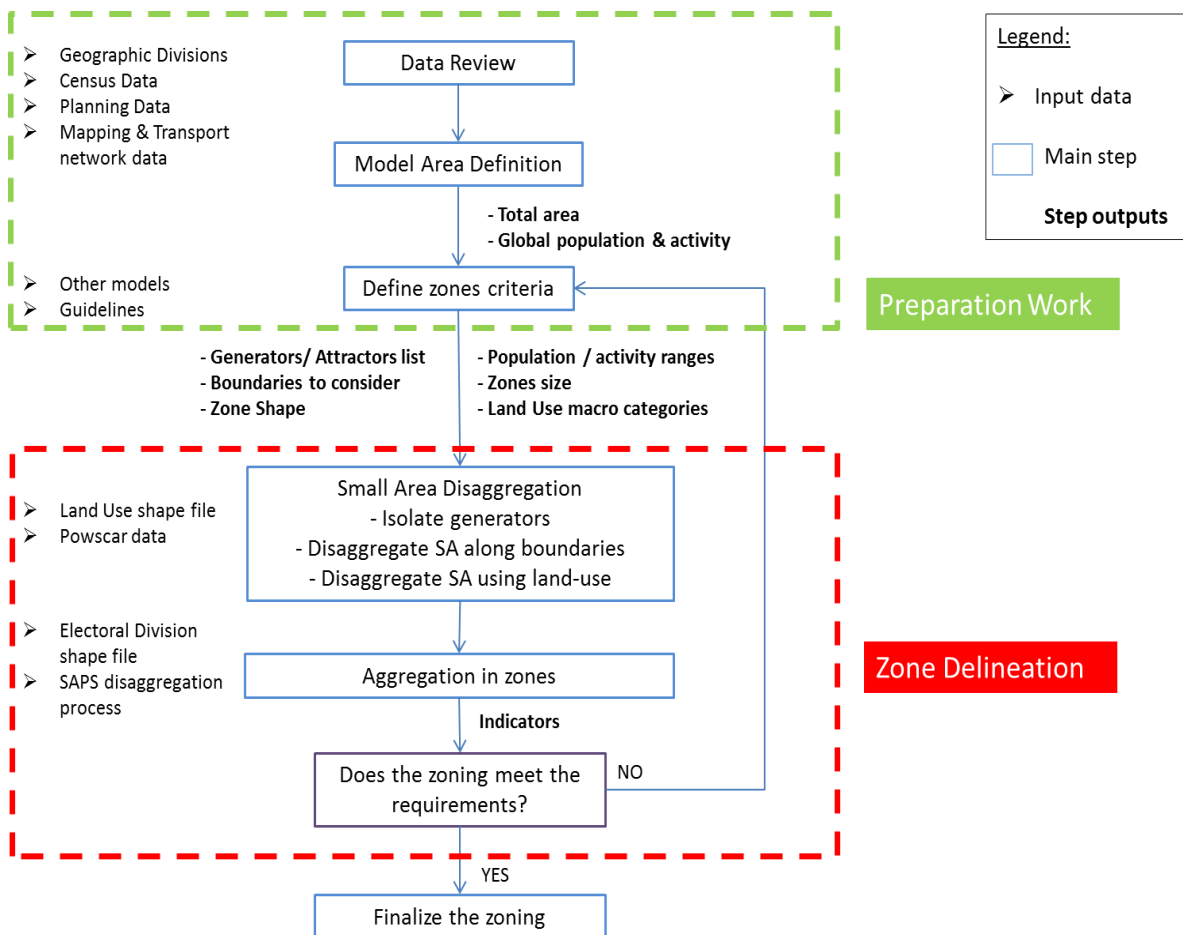 Geographic Divisions
Census Data
Planning Data
Mapping & Transport
network data
Data Review
Model Area Definition
- Total area
- Global population & activity
Other models
Guidelines
Define zones criteria
Legend:
Input data
Main step
Step outputs
Preparation Work
- Generators/ Attractors list
- Boundaries to consider
- Zone Shape
- Population / activity ranges
- Zones size
- Land Use macro categories
Land Use shape file
Powscar data
Small Area Disaggregation
- Isolate generators
- Disaggregate SA along boundaries
- Disaggregate SA using land-use
Electoral Division
shape file
SAPS disaggregation
process
Aggregation in zones
Indicators
Zone Delineation
Does the zoning meet the
requirements?
NO
YES
Finalize the zoning